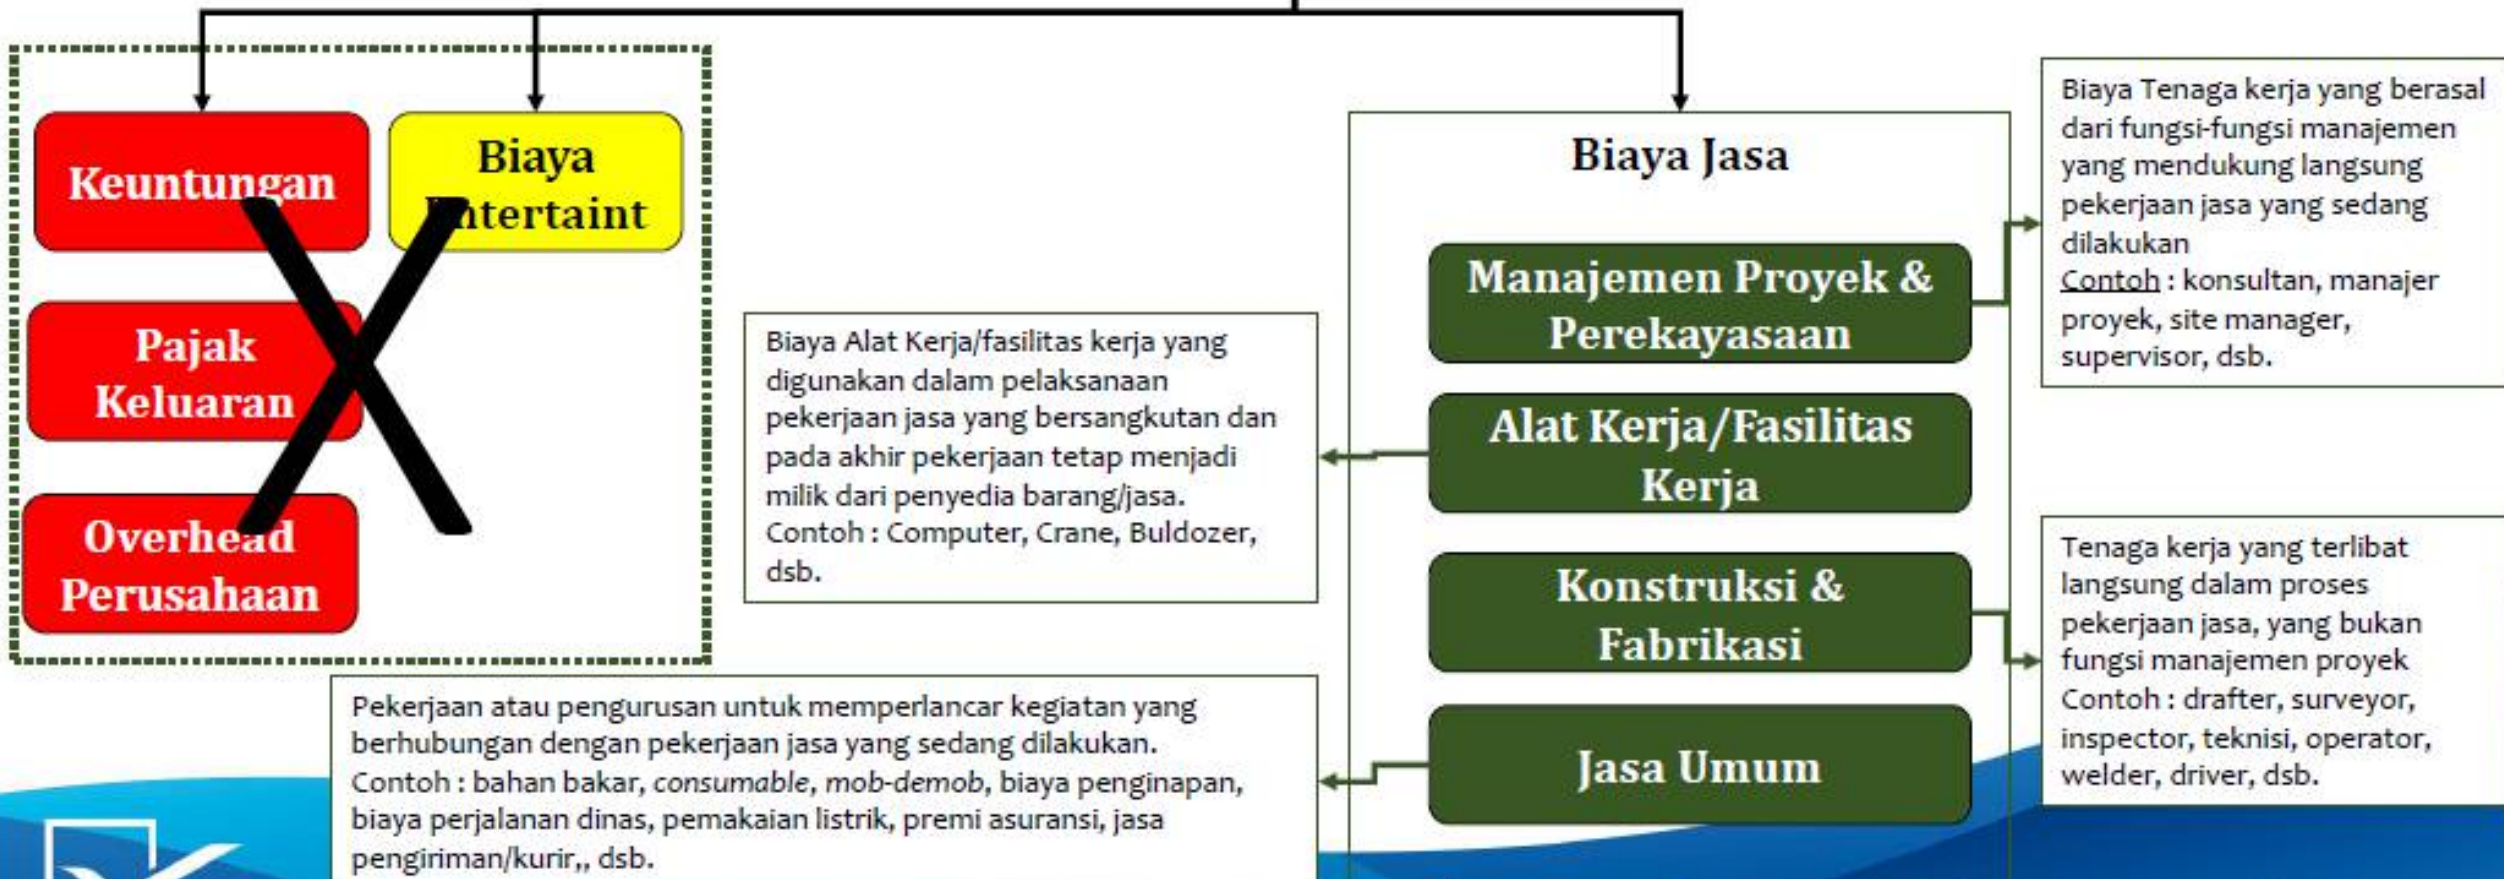 Keuntungan
Biaya
Entertaint
Pajak
Keluaran
Overhead
Perusahaan
Biaya Jasa
Manajemen Proyek &
Perekayasaan
Alat Kerja/Fasilitas
Kerja
Konstruksi &
Fabrikasi
Jasa Umum
Biaya Tenaga kerja yang berasal
dari fungsi-fungsi manajemen
yang mendukung langsung
pekerjaan jasa yang sedang
dilakukan
Contoh : konsultan, manajer
proyek, site manager,
supervisor, dsb.
Biaya Alat Kerja/fasilitas kerja yang
digunakan dalam pelaksanaan
pekerjaan jasa yang bersangkutan dan
pada akhir pekerjaan tetap menjadi
milik dari penyedia barang/jasa.
Contoh : Computer, Crane, Buldozer,
dsb.
Tenaga kerja yang terlibat
langsung dalam proses
pekerjaan jasa, yang bukan
fungsi manajemen proyek
Contoh : drafter, surveyor,
inspector, teknisi, operator,
welder, driver, dsb.
Pekerjaan atau pengurusan untuk memperlancar kegiatan yang
berhubungan dengan pekerjaan jasa yang sedang dilakukan.
Contoh : bahan bakar, consumable, mob-demob, biaya penginapan,
biaya perjalanan dinas, pemakaian listrik, premi asuransi, jasa
pengiriman/kurir,, dsb.